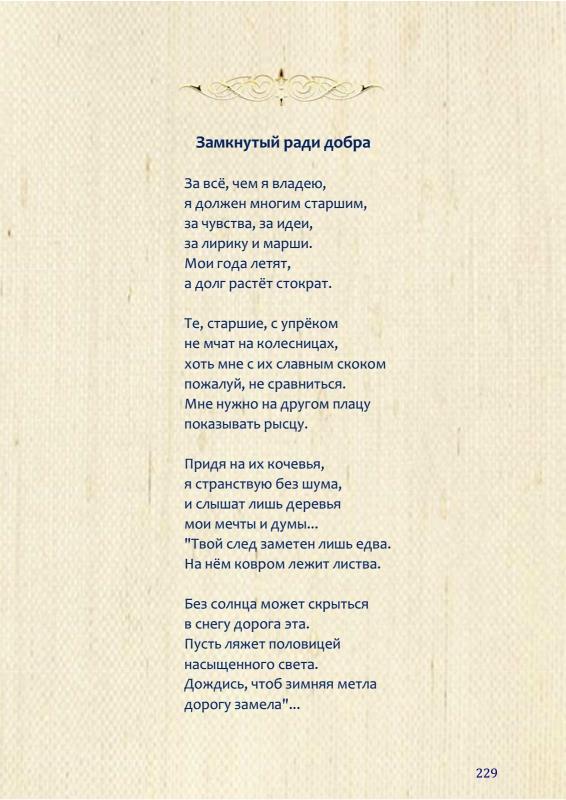 Замкнутый ради добра
За всё, чем я владею,
я должен многим старшим,
за чувства, за идеи,
за лирику и марши.
Мои года летят,
а долг растёт стократ.
Те, старшие, с упрёком
не мчат на колесницах,
хоть мне с их славным скоком
пожалуй, не сравниться.
Мне нужно на другом плацу
показывать рысцу.
Придя на их кочевья,
я странствую без шума,
и слышат лишь деревья
мои мечты и думы...
"Твой след заметен лишь едва.
На нём ковром лежит листва.
Без солнца может скрыться
в снегу дорога эта.
Пусть ляжет половицей
насыщенного света.
Дождись, чтоб зимняя метла
дорогу замела"...
229